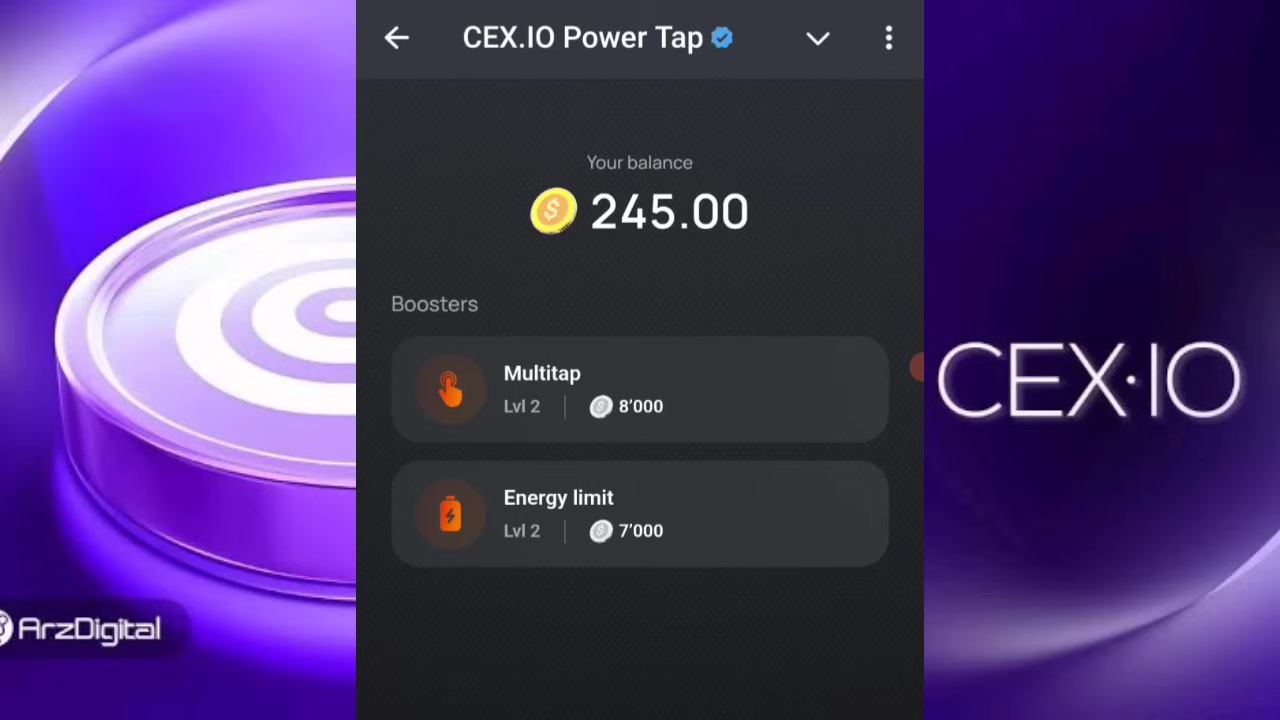 CEX.IO Power Tap
Your balance
245.00
Boosters
Multitap
Lvl 2 | 8’000
Energy limit
Lvl 2 | 7’000
CEX·IO
ArzDigital